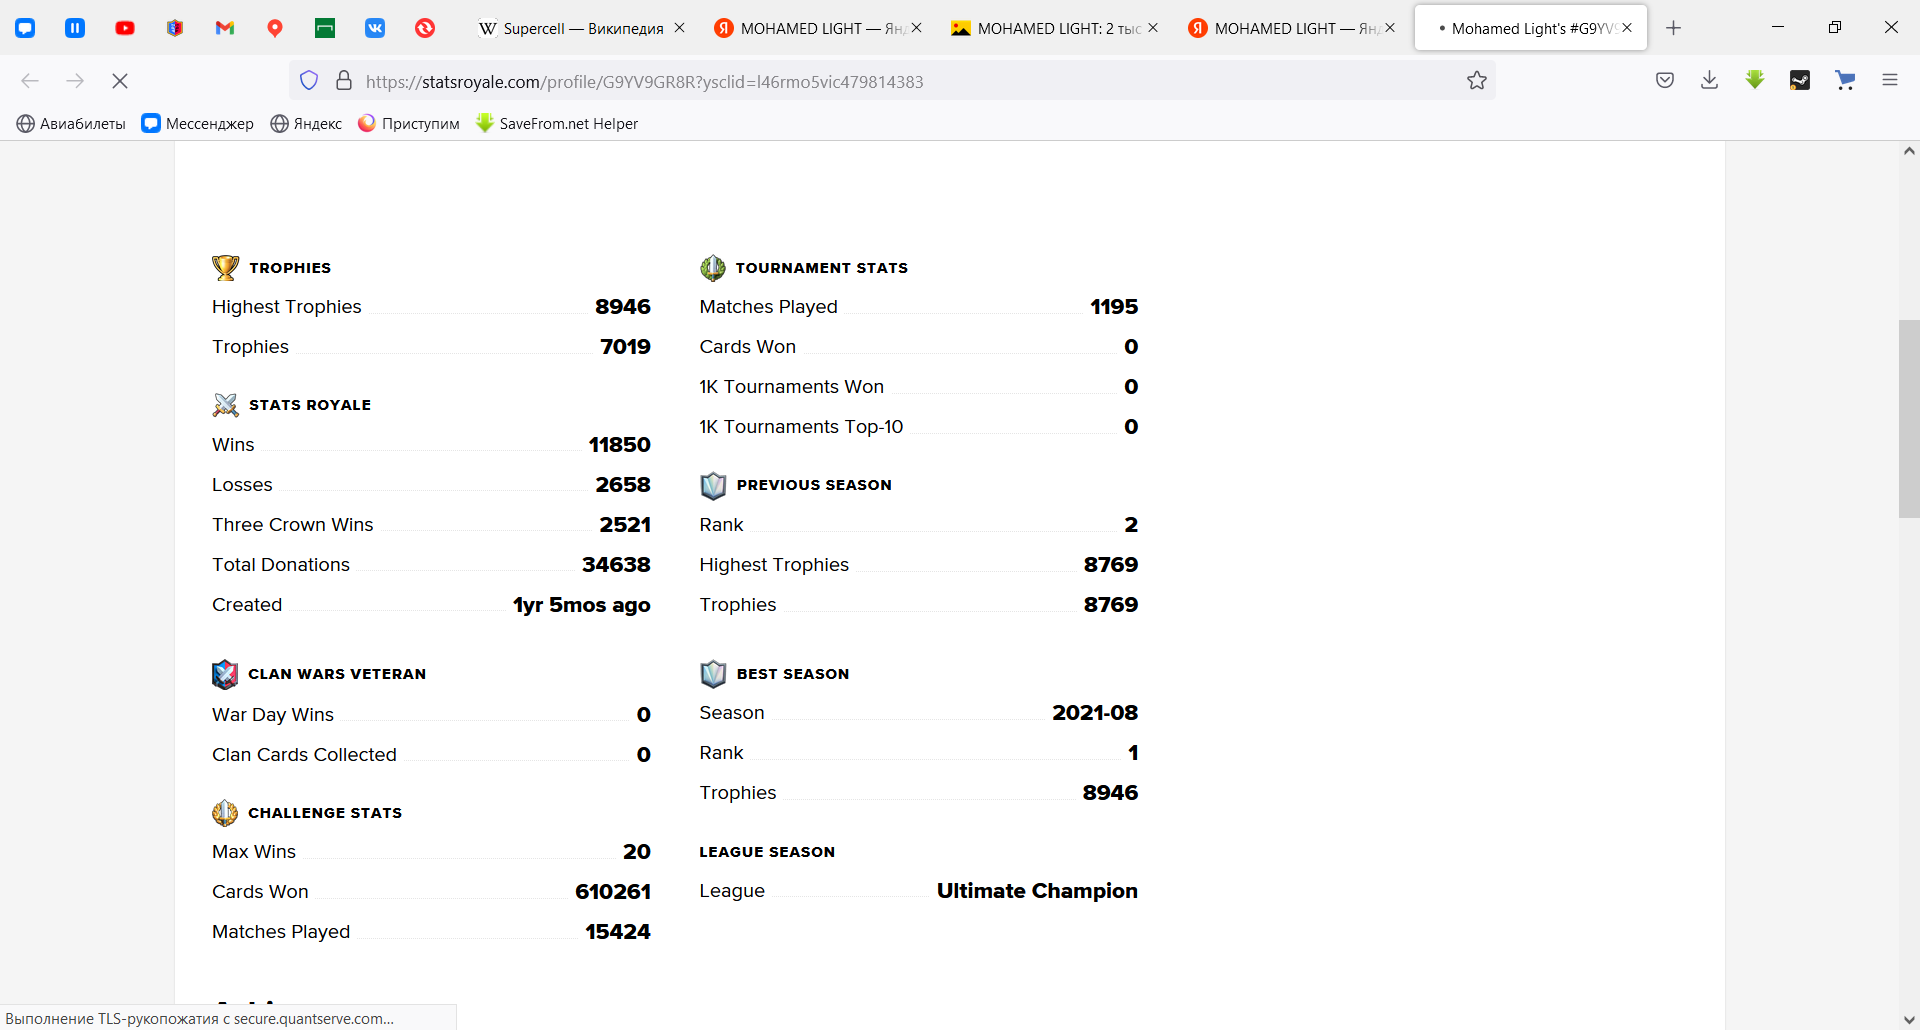 Supercell — Википедия
MOHAMED LIGHT — Янд
MOHAMED LIGHT: 2 тыс
MOHAMED LIGHT — Янд
Mohamed Light's #G9YV9
https://statsroyale.com/profile/G9YV9GR8R?ysclid=l46rmo5vic479814383
Авиабилеты
Мессенджер
Яндекс
Приступим
SaveFrom.net Helper
TROPHIES
Highest Trophies 8946
Trophies 7019
STATS ROYALE
Wins 11850
Losses 2658
Three Crown Wins 2521
Total Donations 34638
Created 1yr 5mos ago
CLAN WARS VETERAN
War Day Wins 0
Clan Cards Collected 0
CHALLENGE STATS
Max Wins 20
Cards Won 610261
Matches Played 15424
TOURNAMENT STATS
Matches Played 1195
Cards Won 0
1K Tournaments Won 0
1K Tournaments Top-10 0
PREVIOUS SEASON
Rank 2
Highest Trophies 8769
Trophies 8769
BEST SEASON
Season 2021-08
Rank 1
Trophies 8946
LEAGUE SEASON
League Ultimate Champion
Выполнение TLS-рукопожатия с secure.quantserve.com...